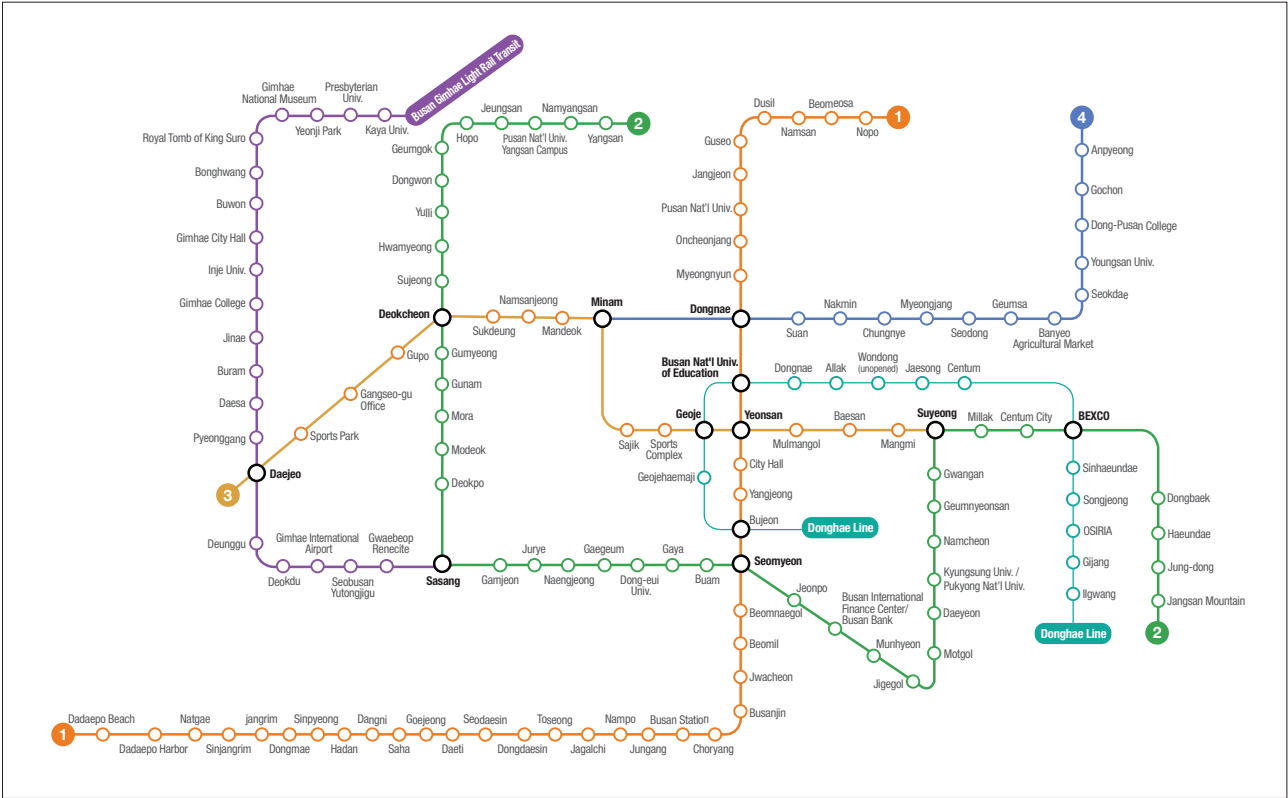 Busan Gimhae Light Rail Transit
Gimhae
National Museum
Presbyterian
Univ.
Yeonji Park
Kaya Univ.
Royal Tomb of King Suro
Bonghwang
Buwon
Gimhae City Hall
Inje Univ.
Gimhae College
Jinae
Buram
Daesa
Pyeonggang
Daejeo
3
Deunggu
Deokdu
Gimhae International
Airport
Seobusan
Yutongjigu
Gwaebeop
Renecite
Sasang
Jeungsan
Namyangsan
2
Hopo
Pusan Nat'l Univ.
Yangsan Campus
Yangsan
Geumgok
Dongwon
Yulli
Hwamyeong
Sujeong
Deokcheon
Gumyeong
Gunam
Mora
Modeok
Deokpo
Gupo
Gangseo-gu
Office
Sports Park
Sukdeung
Namsanjeong
Mandeok
Minam
Sajik
Sports
Complex
Geoje
Geojehaemaji
Dusil
Beomeosa
1
Namsan
Nopo
Guseo
Jangjeon
Pusan Nat'l Univ.
Oncheonjang
Myeongnyun
Dongnae
Busan Nat'l Univ.
of Education
Yeonsan
City Hall
Yangjeong
Bujeon
Donghae Line
Seomyeon
4
Anpyeong
Gochon
Dong-Pusan College
Youngsan Univ.
Seokdae
Suan
Nakmin
Chungnye
Myeongjang
Seodong
Geumsa
Banyeo
Agricultural Market
Dongnae
Allak
Wondong
(unopened)
Jaesong
Centum
Mulmangol
Baesan
Mangmi
Suyeong
Millak
Centum City
BEXCO
Sinhaeundae
Songjeong
OSIRIA
Gijang
Ilgwang
Donghae Line
Dongbaek
Haeundae
Jung-dong
Jangsan Mountain
2
Gwangan
Geumnyeonsan
Namcheon
Kyungsung Univ. /
Pukyong Nat'l Univ.
Daeyeon
Motgol
Jigegol
Munhyeon
Busan International
Finance Center/
Busan Bank
Jeonpo
Gamjeon
Jurye
Naengjeong
Gaegeum
Dong-eui
Univ.
Gaya
Buam
Beomnaegol
Beomil
Jwacheon
Busanjin
1
Dadaepo Beach
Dadaepo Harbor
Natgae
Sinjangrim
jangrim
Dongmae
Sinpyeong
Hadan
Dangni
Saha
Goejeong
Daeti
Seodaesin
Dongdaesin
Toseong
Jagalchi
Nampo
Jungang
Busan Station
Choryang